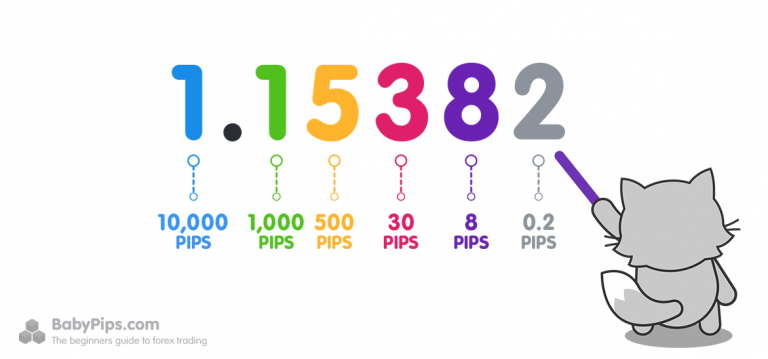 1.15382
10,000 1,000 500 30 8 0.2
PIPS PIPS PIPS PIPS PIPS PIPS
BabyPips.com
The beginners guide to forex trading